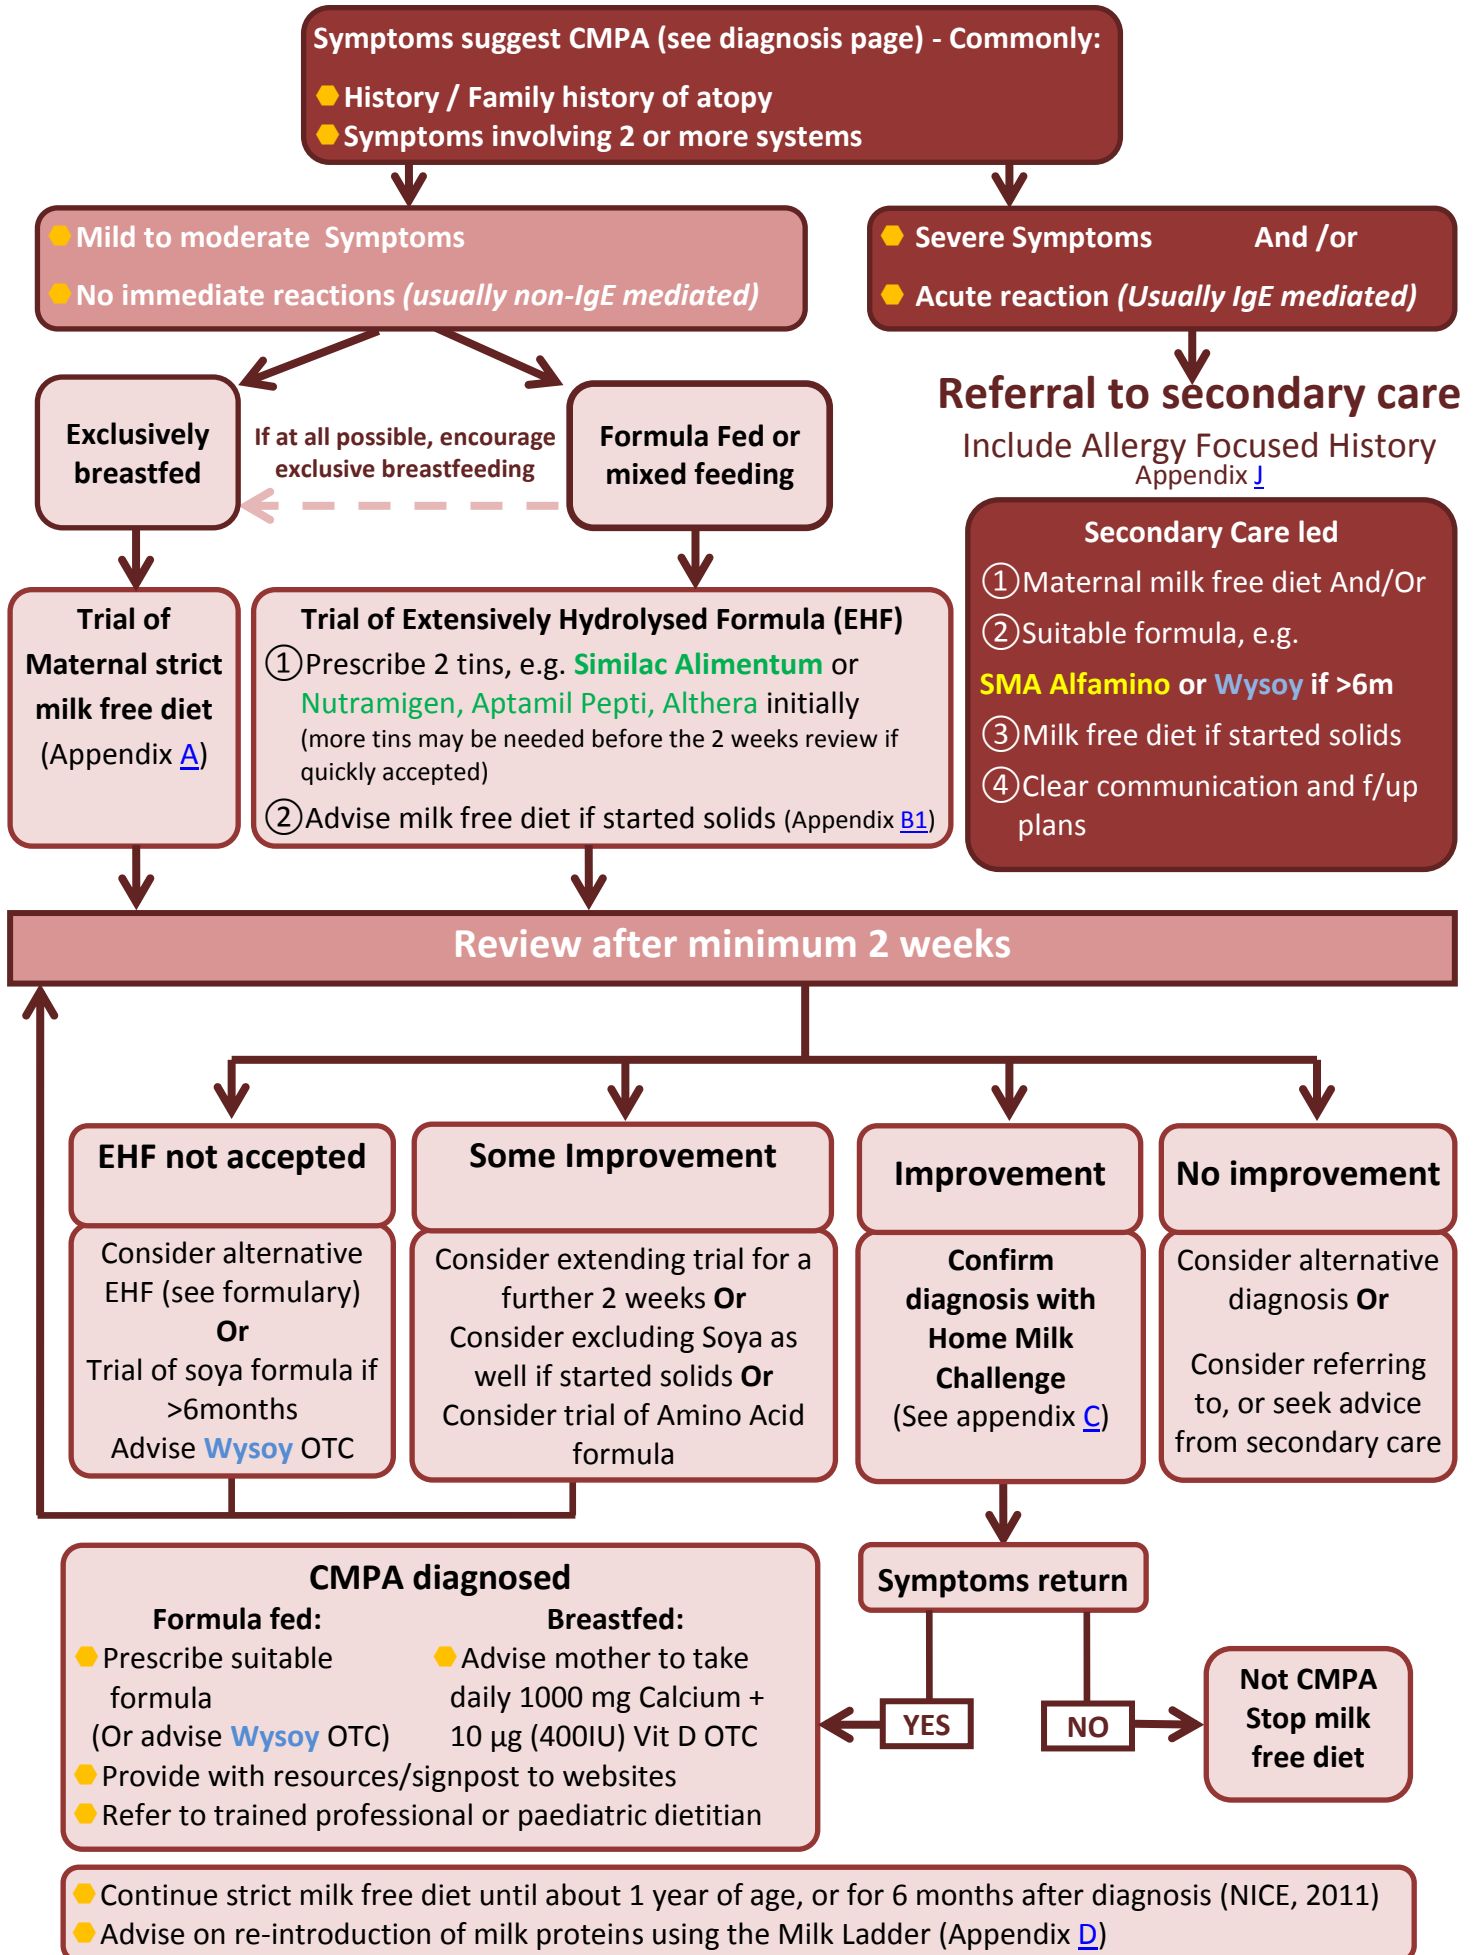 Symptoms suggest CMPA (see diagnosis page) - Commonly:
History / Family history of atopy
Symptoms involving 2 or more systems
Mild to moderate Symptoms
No immediate reactions (usually non-IgE mediated)
Severe Symptoms And /or
Acute reaction (Usually IgE mediated)
Exclusively
breastfed
If at all possible, encourage
exclusive breastfeeding
Formula Fed or
mixed feeding
Referral to secondary care
Include Allergy Focused History
Appendix J
Trial of
Maternal strict
milk free diet
(Appendix A)
Trial of Extensively Hydrolysed Formula (EHF)
①Prescribe 2 tins, e.g. Similac Alimentum or
Nutramigen, Aptamil Pepti, Althera initially
(more tins may be needed before the 2 weeks review if
quickly accepted)
②Advise milk free diet if started solids (Appendix B1)
Secondary Care led
①Maternal milk free diet And/Or
②Suitable formula, e.g.
SMA Alfamino or Wysoy if >6m
③Milk free diet if started solids
④Clear communication and f/up
plans
Review after minimum 2 weeks
EHF not accepted
Consider alternative
EHF (see formulary)
Or
Trial of soya formula if
>6months
Advise Wysoy OTC
Some Improvement
Consider extending trial for a
further 2 weeks Or
Consider excluding Soya as
well if started solids Or
Consider trial of Amino Acid
formula
Improvement
Confirm
diagnosis with
Home Milk
Challenge
(See appendix C)
No improvement
Consider alternative
diagnosis Or
Consider referring
to, or seek advice
from secondary care
Symptoms return
YES
NO
Not CMPA
Stop milk
free diet
CMPA diagnosed
Formula fed:
Prescribe suitable
formula
(Or advise Wysoy OTC)
Breastfed:
Advise mother to take
daily 1000 mg Calcium +
10 µg (400IU) Vit D OTC
Provide with resources/signpost to websites
Refer to trained professional or paediatric dietitian
Continue strict milk free diet until about 1 year of age, or for 6 months after diagnosis (NICE, 2011)
Advise on re-introduction of milk proteins using the Milk Ladder (Appendix D)